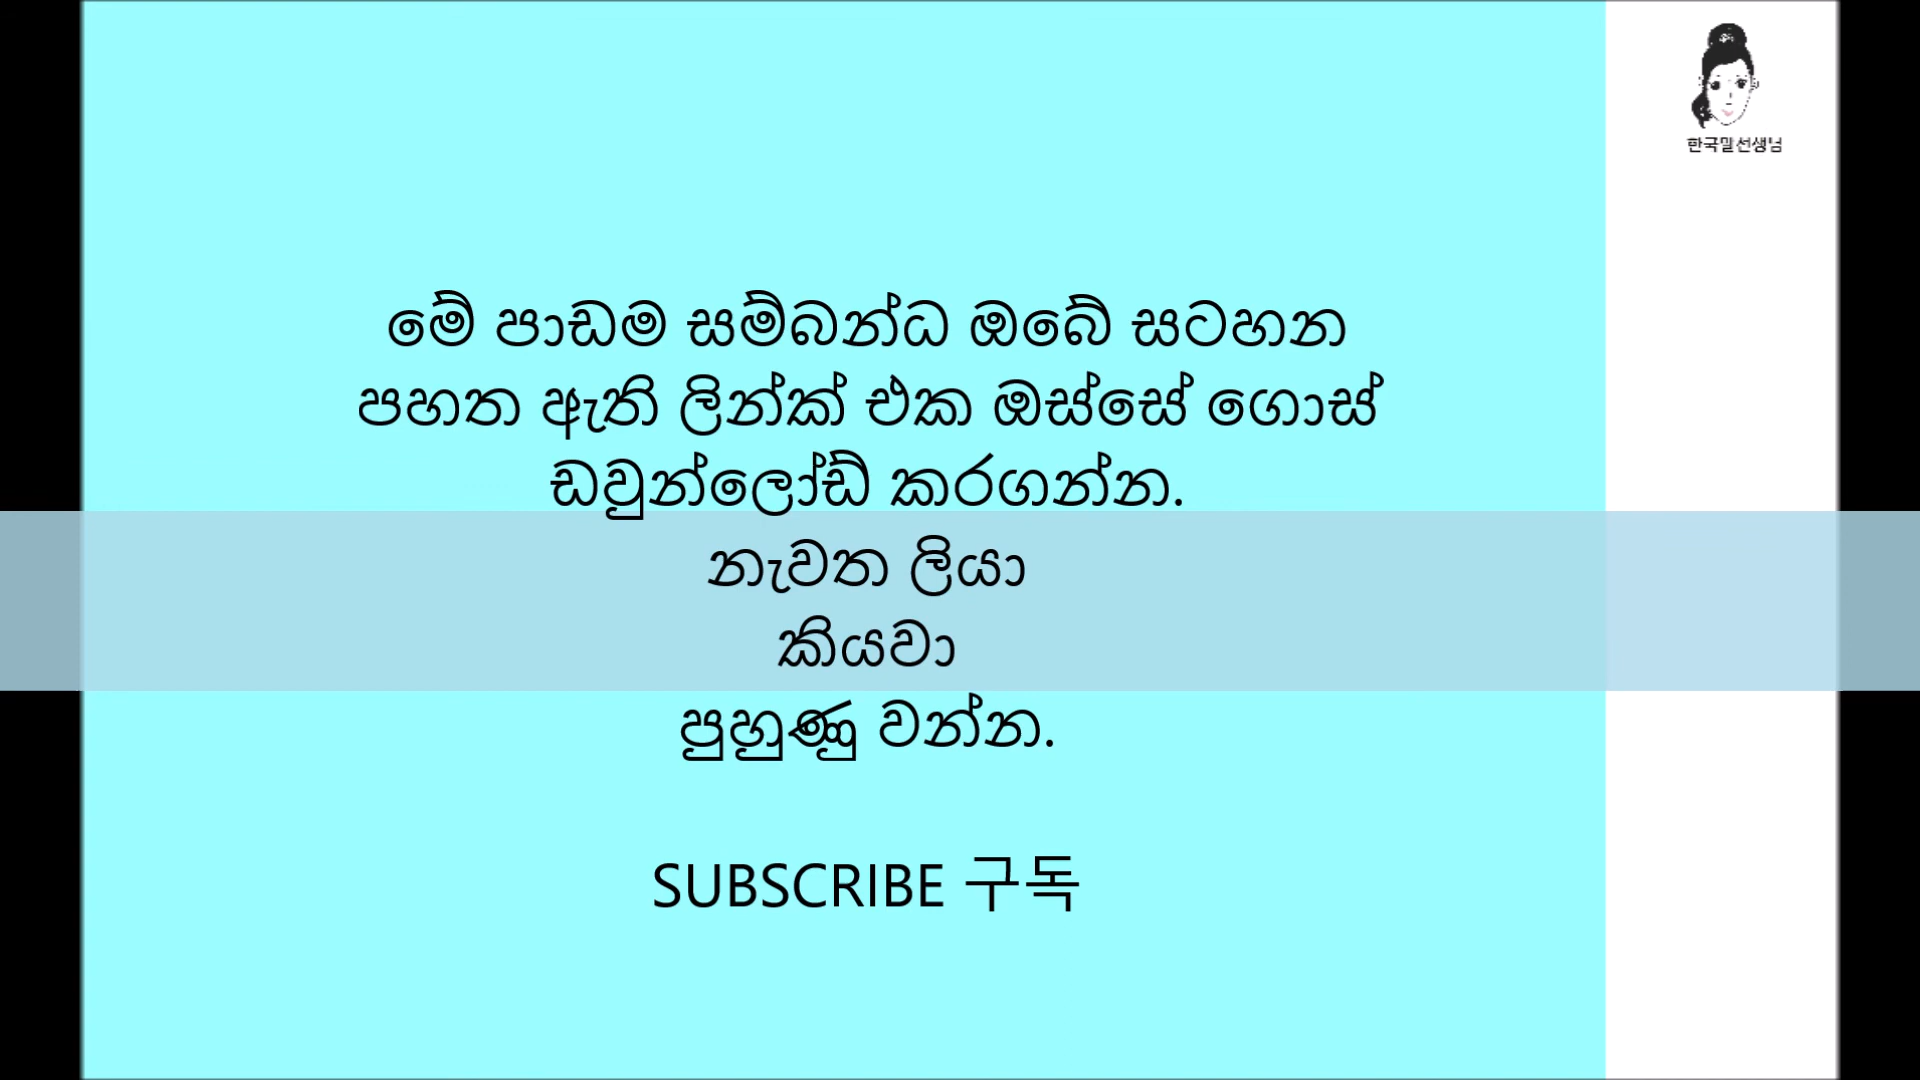 한국말선생님
මේ පාඩම සම්බන්ධ ඔබේ සටහන
පහත ඇති ලින්ක් එක ඔස්සේ ගොස්
ඩවුන්ලෝඩ් කරගන්න.
නැවත ලියා
කියවා
පුහුණු වන්න.
SUBSCRIBE 구독